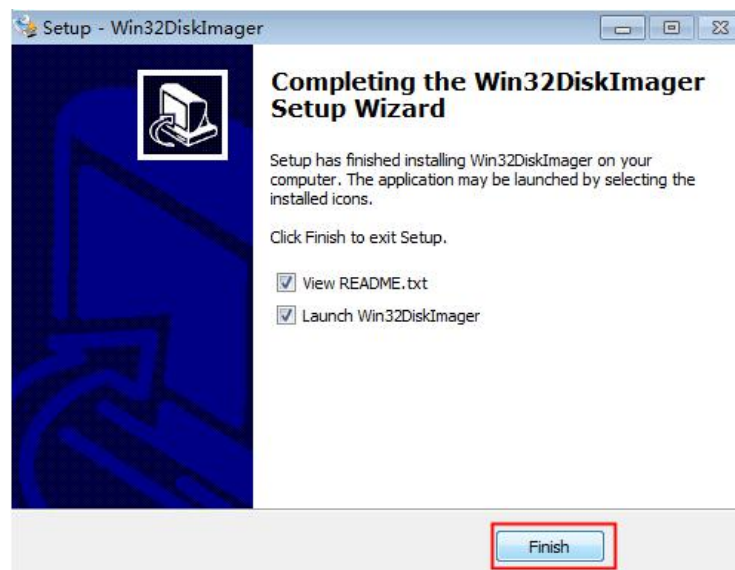 Setup - Win32DiskImager
Completing the Win32DiskImager
Setup Wizard
Setup has finished installing Win32DiskImager on your
computer. The application may be launched by selecting the
installed icons.
Click Finish to exit Setup.
View README.txt
Launch Win32DiskImager
Finish